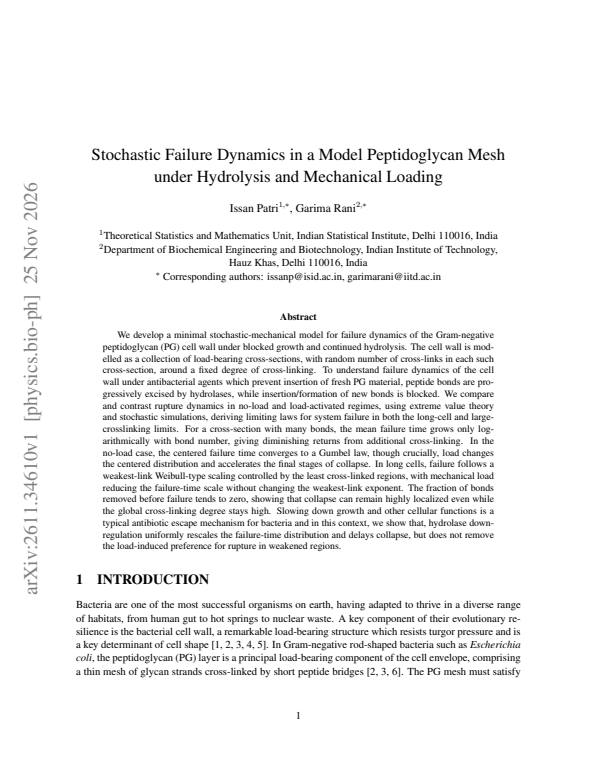 Stochastic Failure Dynamics in a Model Peptidoglycan Mesh
under Hydrolysis and Mechanical Loading
Issan Patri1,∗, Garima Rani2,∗
1Theoretical Statistics and Mathematics Unit, Indian Statistical Institute, Delhi 110016, India
2Department of Biochemical Engineering and Biotechnology, Indian Institute of Technology,
Hauz Khas, Delhi 110016, India
∗ Corresponding authors: issanp@isid.ac.in, garimarani@iitd.ac.in
Abstract
We develop a minimal stochastic-mechanical model for failure dynamics of the Gram-negative
peptidoglycan (PG) cell wall under blocked growth and continued hydrolysis. The cell wall is mod-
elled as a collection of load-bearing cross-sections, with random number of cross-links in each such
cross-section, around a fixed degree of cross-linking. To understand failure dynamics of the cell
wall under antibacterial agents which prevent insertion of fresh PG material, peptide bonds are pro-
gressively excised by hydrolases, while insertion/formation of new bonds is blocked. We compare
and contrast rupture dynamics in no-load and load-activated regimes, using extreme value theory
and stochastic simulations, deriving limiting laws for system failure in both the long-cell and large-
crosslinking limits. For a cross-section with many bonds, the mean failure time grows only log-
arithmically with bond number, giving diminishing returns from additional cross-linking. In the
no-load case, the centered failure time converges to a Gumbel law, though crucially, load changes
the centered distribution and accelerates the final stages of collapse. In long cells, failure follows a
weakest-link Weibull-type scaling controlled by the least cross-linked regions, with mechanical load
reducing the failure-time scale without changing the weakest-link exponent. The fraction of bonds
removed before failure tends to zero, showing that collapse can remain highly localized even while
the global cross-linking degree stays high. Slowing down growth and other cellular functions is a
typical antibiotic escape mechanism for bacteria and in this context, we show that, hydrolase down-
regulation uniformly rescales the failure-time distribution and delays collapse, but does not remove
the load-induced preference for rupture in weakened regions.
1 INTRODUCTION
Bacteria are one of the most successful organisms on earth, having adapted to thrive in a diverse range
of habitats, from human gut to hot springs to nuclear waste. A key component of their evolutionary re-
silience is the bacterial cell wall, a remarkable load-bearing structure which resists turgor pressure and is
a key determinant of cell shape [1, 2, 3, 4, 5]. In Gram-negative rod-shaped bacteria such as Escherichia
coli, the peptidoglycan (PG) layer is a principal load-bearing component of the cell envelope, comprising
a thin mesh of glycan strands cross-linked by short peptide bridges [2, 3, 6]. The PG mesh must satisfy
1
arXiv:2611.34610v1 [physics.bio-ph] 25 Nov 2026